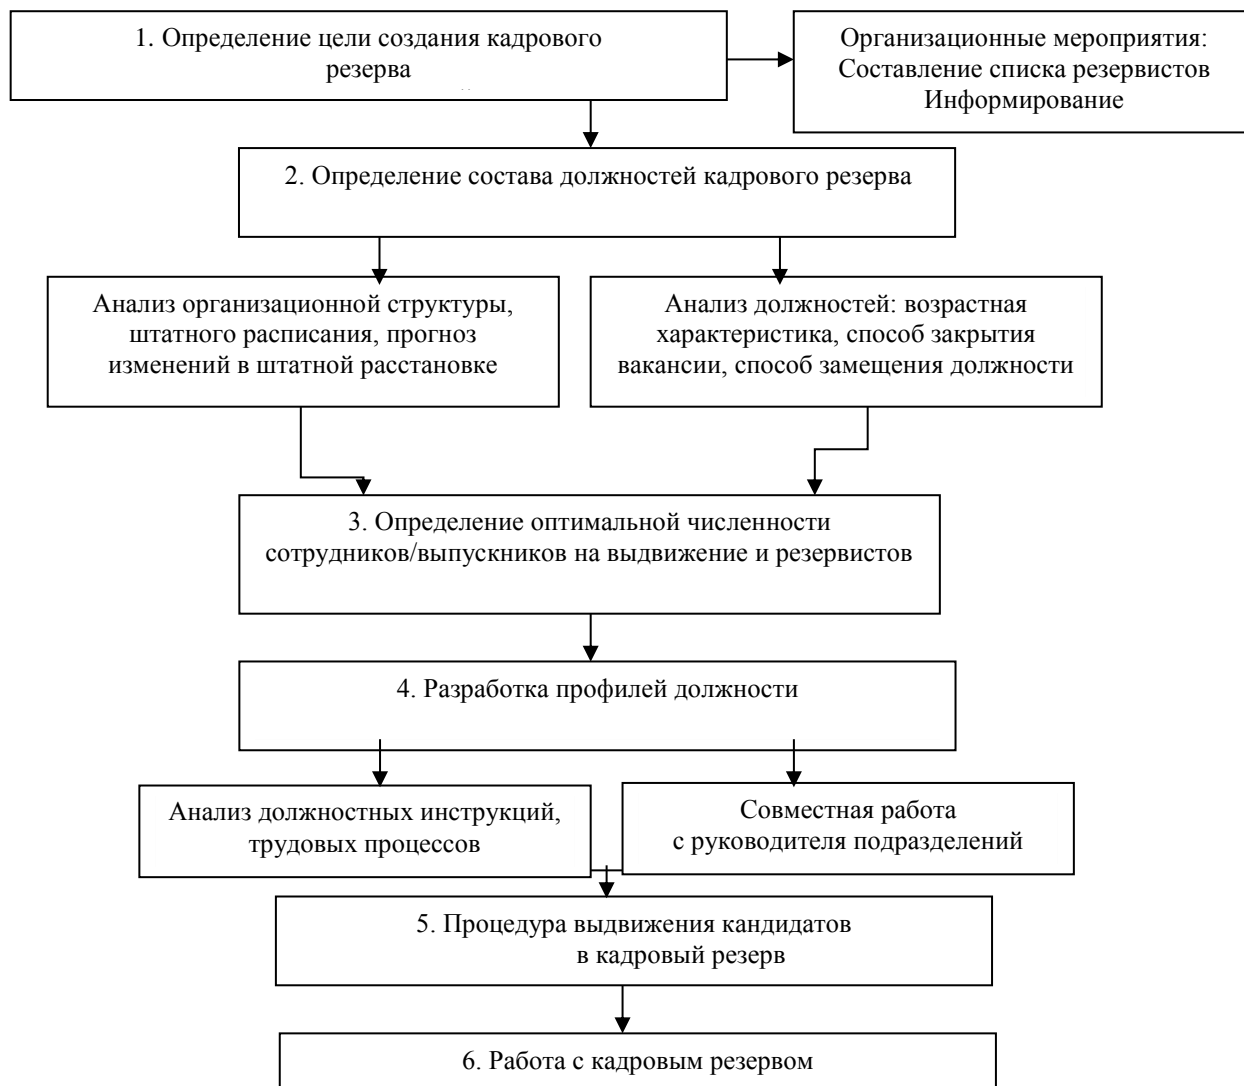 1. Определение цели создания кадрового
резерва
Организационные мероприятия:
Составление списка резервистов
Информирование
2. Определение состава должностей кадрового резерва
Анализ организационной структуры,
штатного расписания, прогноз
изменений в штатной расстановке
Анализ должностей: возрастная
характеристика, способ закрытия
вакансии, способ замещения должности
3. Определение оптимальной численности
сотрудников/выпускников на выдвижение и резервистов
4. Разработка профилей должности
Анализ должностных инструкций,
трудовых процессов
Совместная работа
с руководителя подразделений
5. Процедура выдвижения кандидатов
в кадровый резерв
6. Работа с кадровым резервом